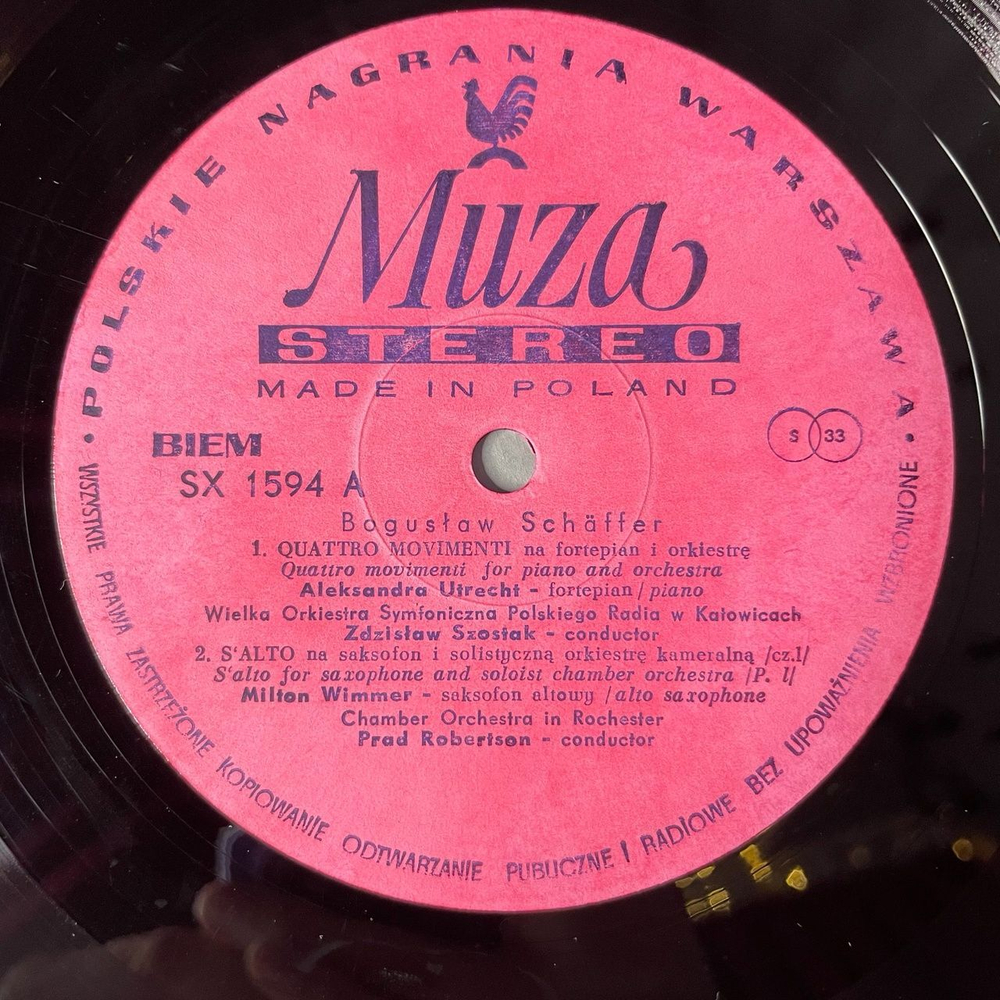 • POLSKIE NAGRANIA WARSZAWA •
Muza
STEREO
MADE IN POLAND
BIEM
S 33
SX 1594 A
Bogusław Schäffer
1. QUATTRO MOVIMENTI na fortepian i orkiestrę
Quattro movimenti for piano and orchestra
Aleksandra Utrecht - fortepian / piano
Wielka Orkiestra Symfoniczna Polskiego Radia w Katowicach
Zdzisław Szostak - conductor
2. S'ALTO na saksofon i solistyczną orkiestrę kameralną /cz.1/
S'alto for saxophone and soloist chamber orchestra /P. 1/
Milton Wimmer - saksofon altowy / alto saxophone
Chamber Orchestra in Rochester
Prad Robertson - conductor
WSZYSTKIE PRAWA ZASTRZEŻONE KOPIOWANIE ODTWARZANIE PUBLICZNE I RADIOWE BEZ UPOWAŻNIENIA WZBRONIONE